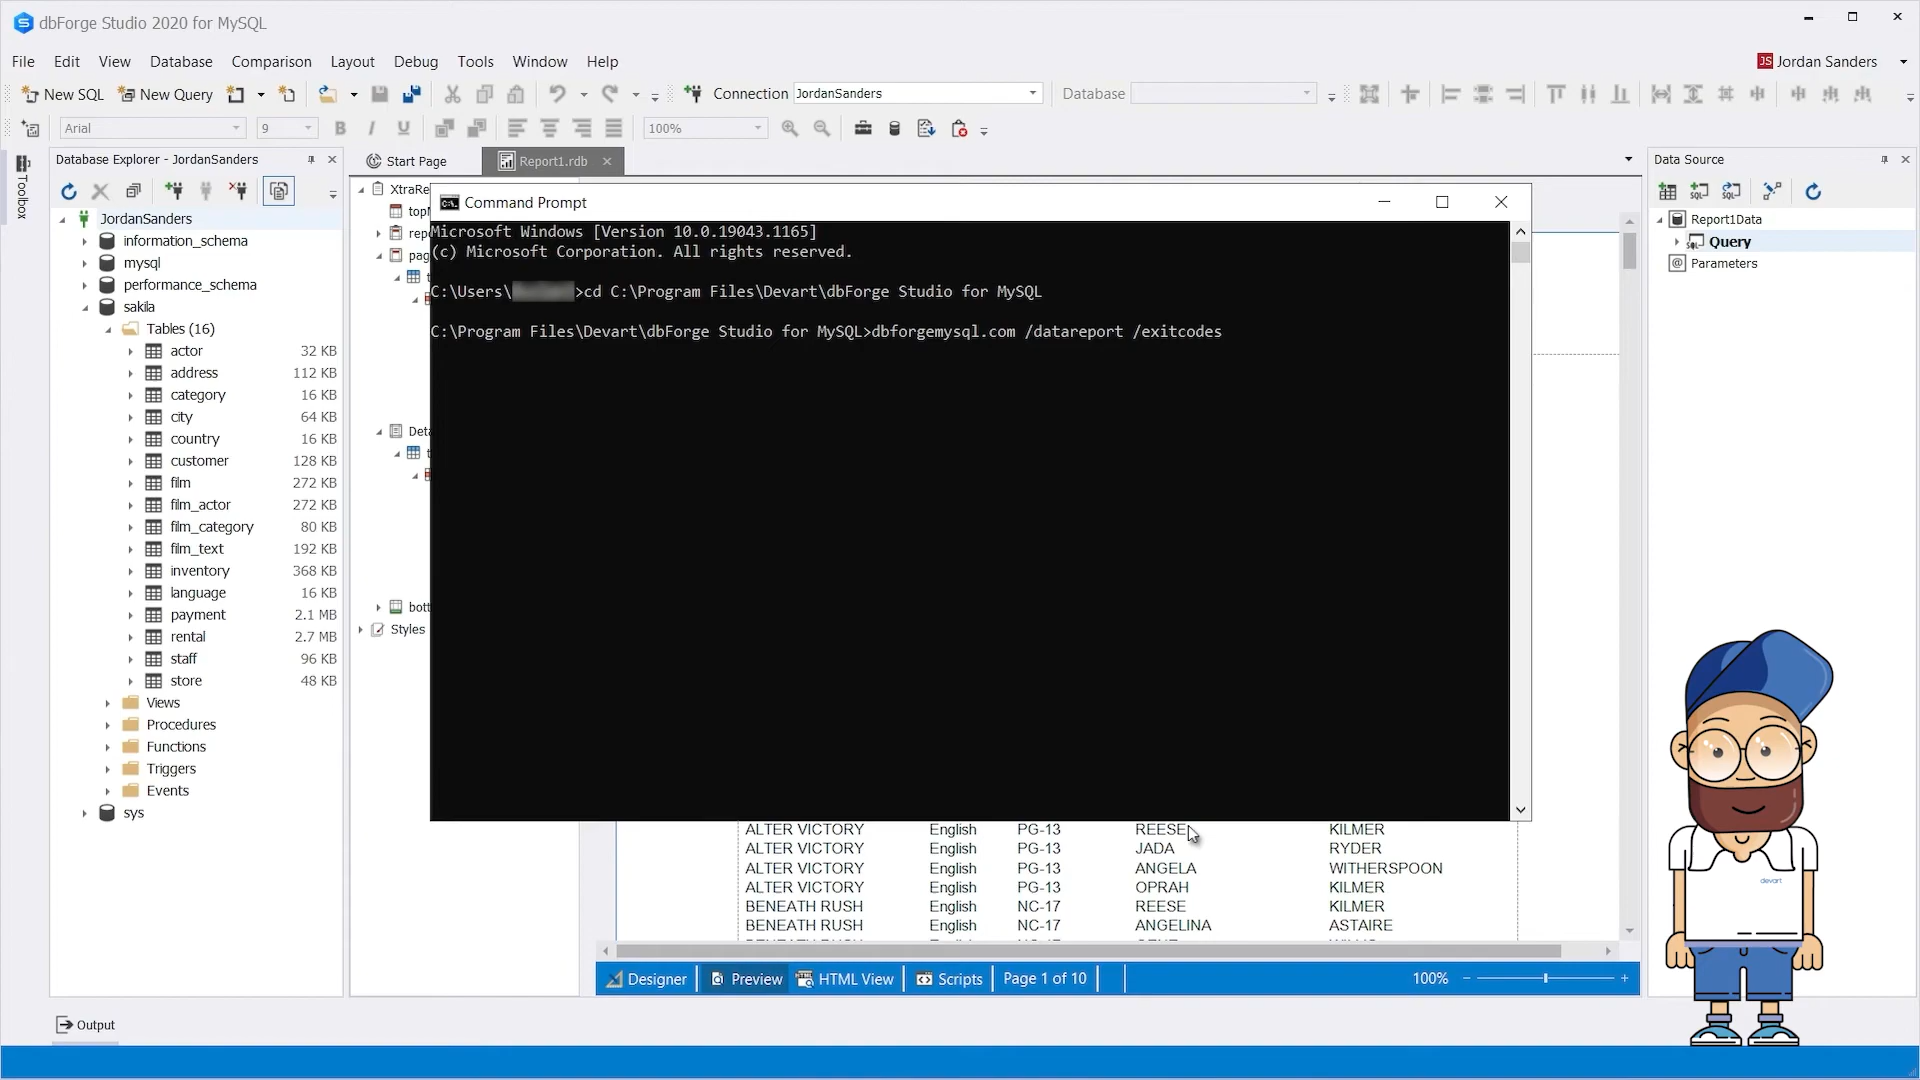 dbForge Studio 2020 for MySQL
File Edit View Database Comparison Layout Debug Tools Window Help
JS Jordan Sanders
New SQL New Query Connection JordanSanders Database
Arial 9 B I U 100%
Toolbox
Database Explorer - JordanSanders
JordanSanders
information_schema
mysql
performance_schema
sakila
Tables (16)
actor 32 KB
address 112 KB
category 16 KB
city 64 KB
country 16 KB
customer 128 KB
film 272 KB
film_actor 272 KB
film_category 80 KB
film_text 192 KB
inventory 368 KB
language 16 KB
payment 2.1 MB
rental 2.7 MB
staff 96 KB
store 48 KB
Views
Procedures
Functions
Triggers
Events
sys
Start Page Report1.rdb
XtraRe
Styles
Command Prompt
Microsoft Windows [Version 10.0.19043.1165]
(c) Microsoft Corporation. All rights reserved.
C:\Users\ >cd C:\Program Files\Devart\dbForge Studio for MySQL
C:\Program Files\Devart\dbForge Studio for MySQL>dbforgemysql.com /datareport /exitcodes
ALTER VICTORY English PG-13 REESE KILMER
ALTER VICTORY English PG-13 JADA RYDER
ALTER VICTORY English PG-13 ANGELA WITHERSPOON
ALTER VICTORY English PG-13 OPRAH KILMER
BENEATH RUSH English NC-17 REESE KILMER
BENEATH RUSH English NC-17 ANGELINA ASTAIRE
Designer Preview HTML View Scripts Page 1 of 10 100%
Data Source
Report1Data
Query
Parameters
devart
Output